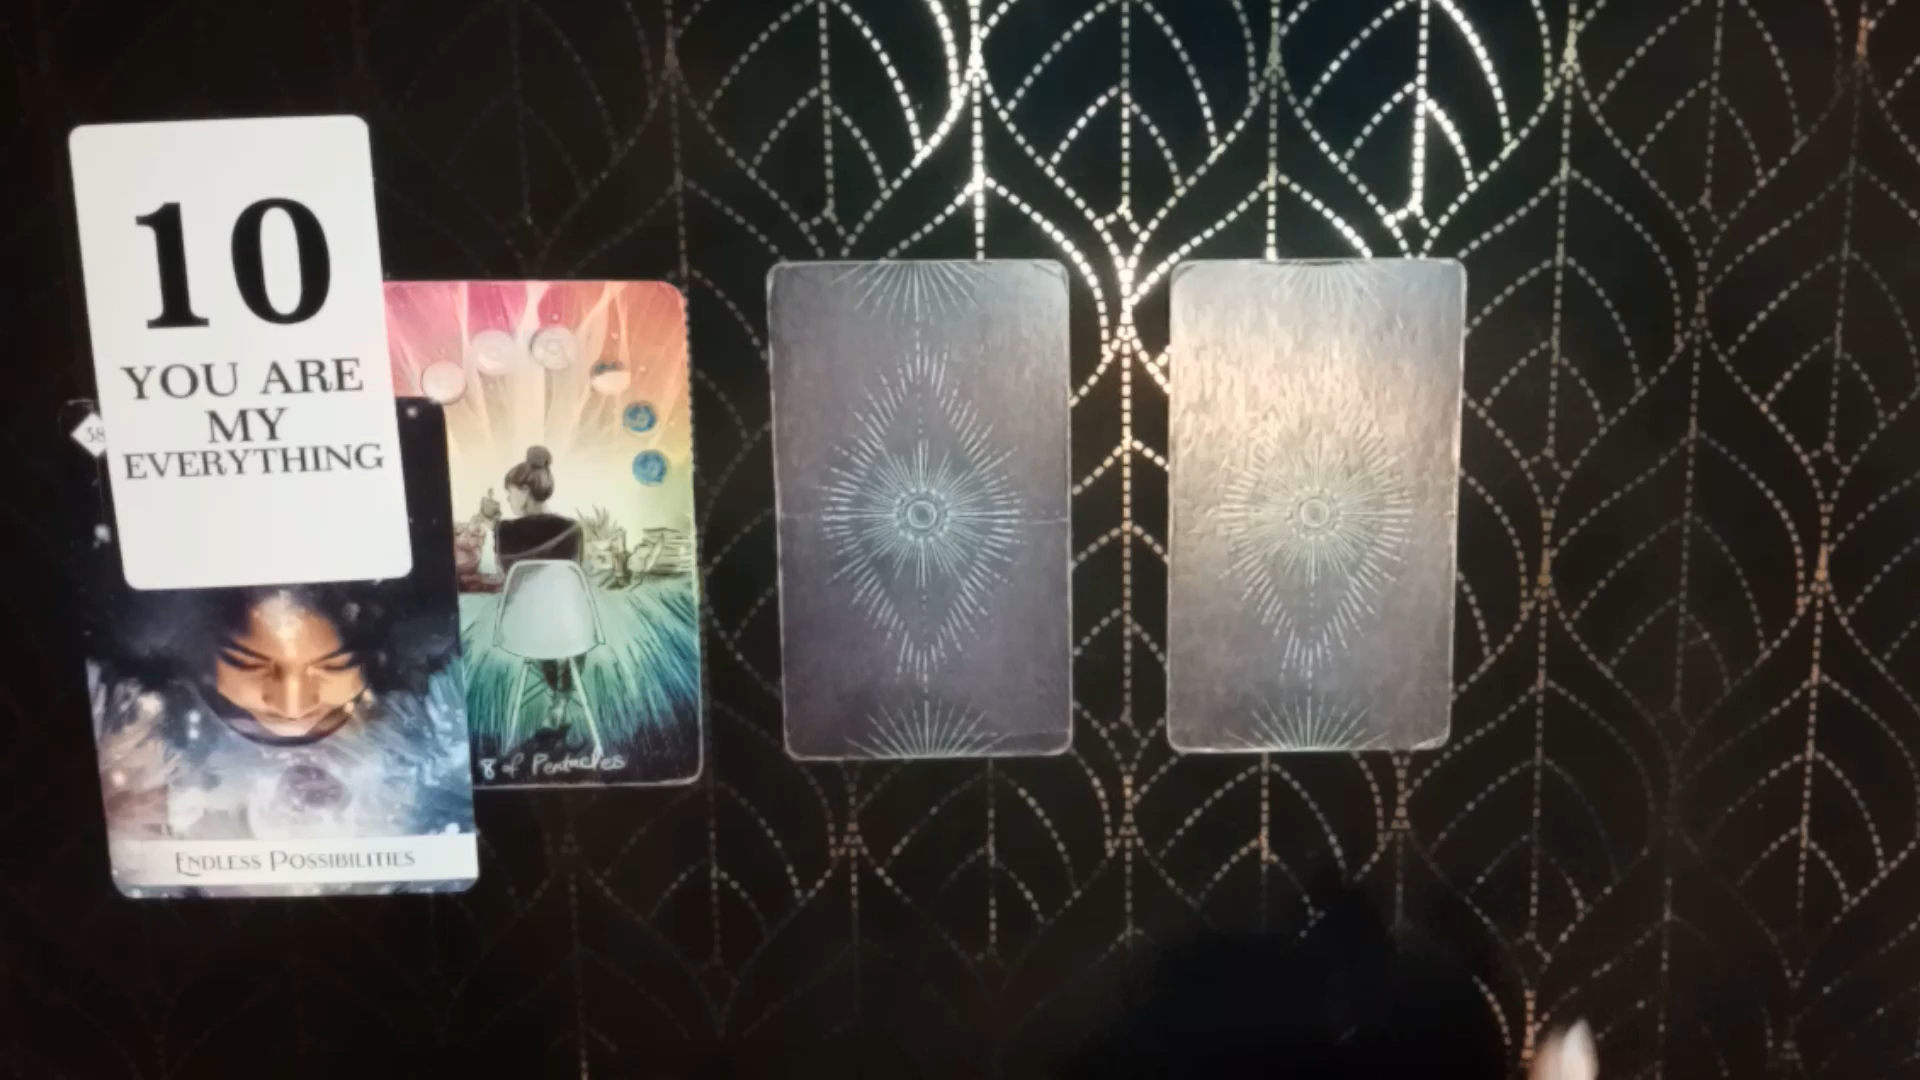 10
YOU ARE
MY
EVERYTHING
38
8 of Pentacles
ENDLESS POSSIBILITIES